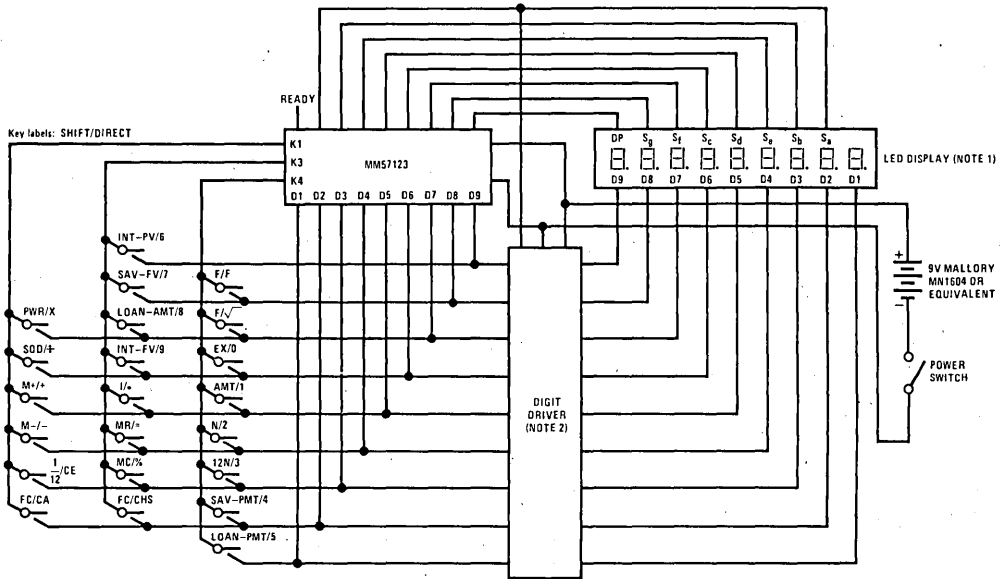 READY
Key labels: SHIFT/DIRECT
K1
K3
K4
MM57123
D1 D2 D3 D4 D5 D6 D7 D8 D9
DP Sg Sf Sc Sd Se Sb Sa
D9 D8 D7 D6 D5 D4 D3 D2 D1
LED DISPLAY (NOTE 1)
INT-PV/6
SAV-FV/7
F/F
PWR/X
LOAN-AMT/8
F/√
SOD/÷
INT-FV/9
EX/0
M+/+
I/•
AMT/1
M-/-
MR/=
N/2
1/12/CE
MC/%
12N/3
FC/CA
FC/CHS
SAV-PMT/4
LOAN-PMT/5
DIGIT
DRIVER
(NOTE 2)
+
9V MALLORY
MN1604 OR
EQUIVALENT
-
POWER
SWITCH